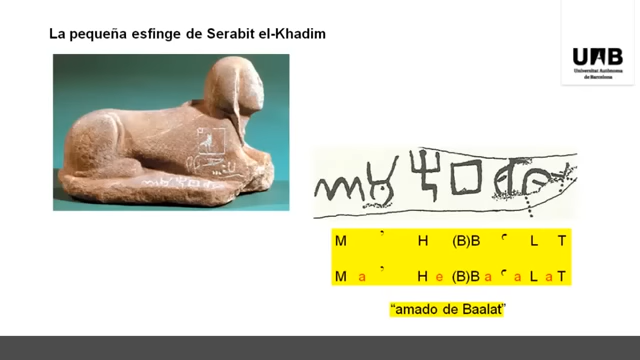 La pequeña esfinge de Serabit el-Khadim
UAB
Universitat Autònoma
de Barcelona
M ʾ H (B)B ʿ L T
M a ʾ H e (B)B a ʿ a L a T
“amado de Baalat”